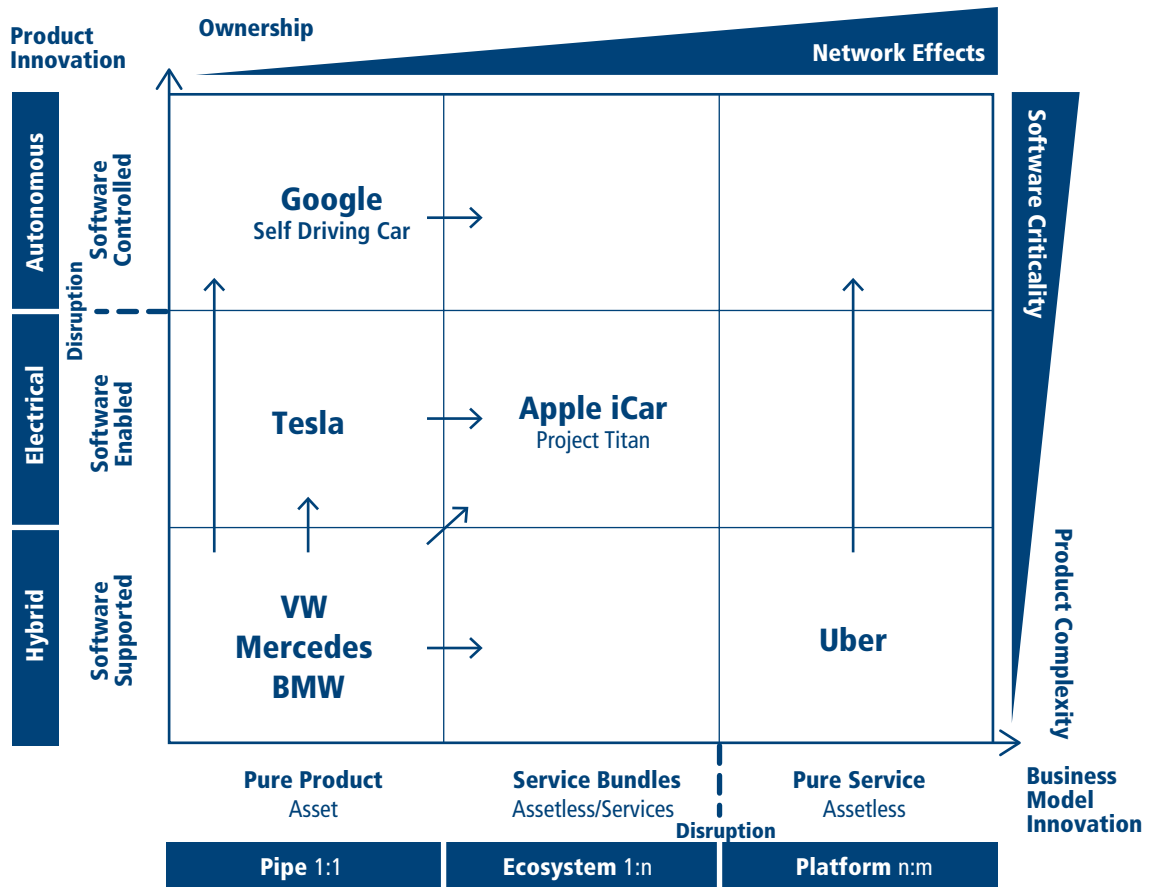 Product
Innovation
Ownership
Network Effects
Autonomous
Software
Controlled
Google
Self Driving Car
Software Criticality
Disruption
Electrical
Software
Enabled
Tesla
Apple iCar
Project Titan
Hybrid
Software
Supported
VW
Mercedes
BMW
Uber
Product Complexity
Pure Product
Asset
Service Bundles
Assetless/Services
Pure Service
Assetless
Business
Model
Innovation
Disruption
Pipe 1:1
Ecosystem 1:n
Platform n:m